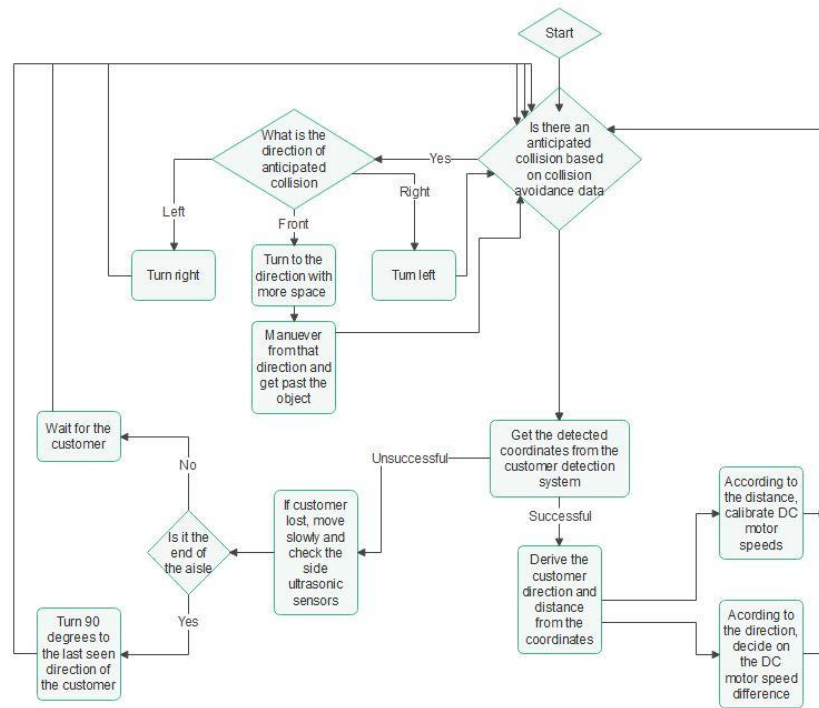 Start
Is there an
anticipated
collision based
on collision
avoidance data
Yes
What is the
direction of
anticipated
collision
Left
Front
Right
Turn right
Turn to the
direction with
more space
Turn left
Manuever
from that
direction and
get past the
object
Get the detected
coordinates from the
customer detection
system
Unsuccessful
Successful
Wait for the
customer
No
Is it the
end of
the aisle
Yes
If customer
lost, move
slowly and
check the
side
ultrasonic
sensors
Turn 90
degrees to
the last seen
direction of
the customer
Derive the
customer
direction and
distance
from the
coordinates
According to
the distance,
calibrate DC
motor
speeds
According to
the direction,
decide on
the DC
motor speed
difference